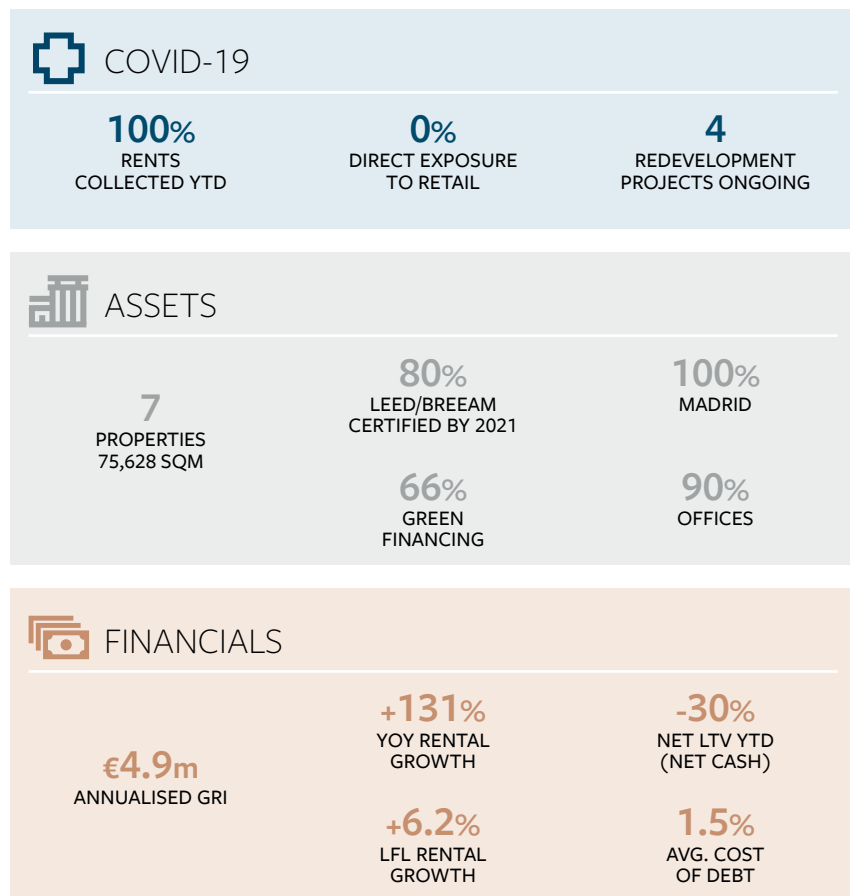 COVID-19
100%
RENTS
COLLECTED YTD
0%
DIRECT EXPOSURE
TO RETAIL
4
REDEVELOPMENT
PROJECTS ONGOING
ASSETS
7
PROPERTIES
75,628 SQM
80%
LEED/BREEAM
CERTIFIED BY 2021
100%
MADRID
66%
GREEN
FINANCING
90%
OFFICES
FINANCIALS
€4.9m
ANNUALISED GRI
+131%
YOY RENTAL
GROWTH
-30%
NET LTV YTD
(NET CASH)
+6.2%
LFL RENTAL
GROWTH
1.5%
AVG. COST
OF DEBT